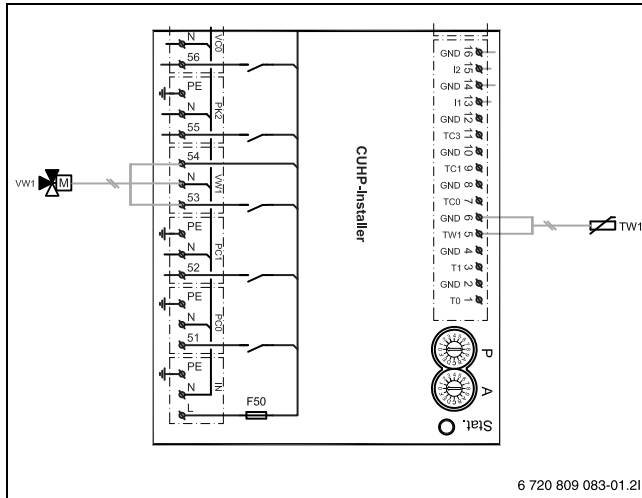 N
56
VC0
PE
N
55
PK2
54
N
53
VW1
PE
N
52
PC1
PE
N
51
PC0
PE
N
L
IN
F50
VW1
M
CUHP-Installer
GND 16
I2 15
GND 14
I1 13
GND 12
TC3 11
GND 10
TC1 9
GND 8
TC0 7
GND 6
TW1 5
GND 4
T1 3
GND 2
T0 1
TW1
P
A
Stat.
6 720 809 083-01.2I